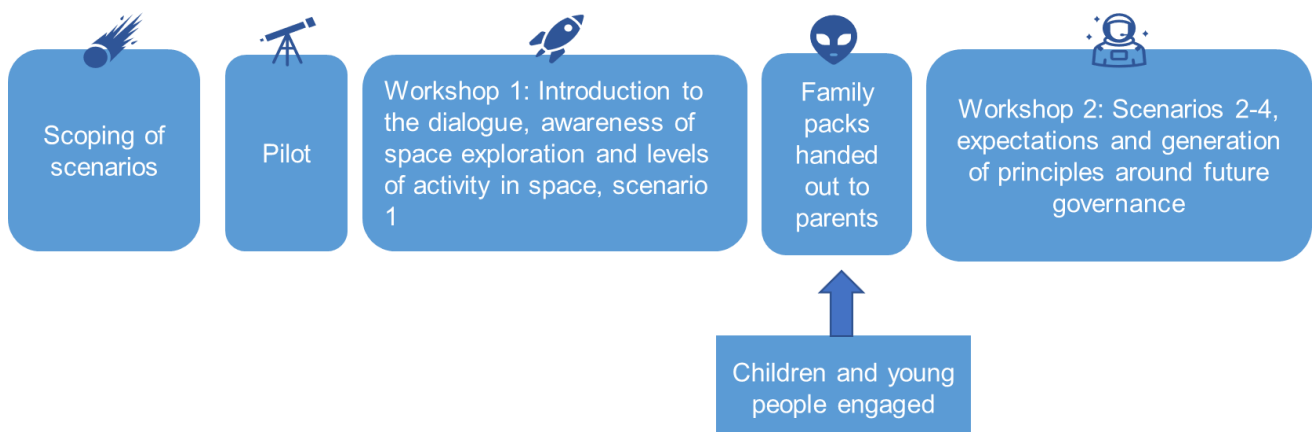 Scoping of
scenarios
Pilot
Workshop 1: Introduction to
the dialogue, awareness of
space exploration and levels
of activity in space, scenario
1
Family
packs
handed
out to
parents
Workshop 2: Scenarios 2-4,
expectations and generation
of principles around future
governance
Children and young
people engaged